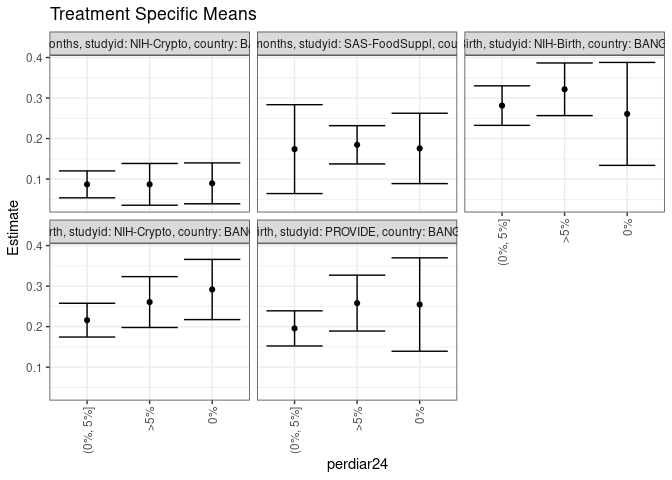 Treatment Specific Means
onths, studyid: NIH-Crypto, country: BA
months, studyid: SAS-FoodSuppl, cou
irth, studyid: NIH-Birth, country: BANG
0.4
0.3
0.2
0.1
(0%, 5%]
>5%
0%
rth, studyid: NIH-Crypto, country: BANG
irth, studyid: PROVIDE, country: BANG
0.4
0.3
0.2
0.1
(0%, 5%]
>5%
0%
(0%, 5%]
>5%
0%
Estimate
perdiar24